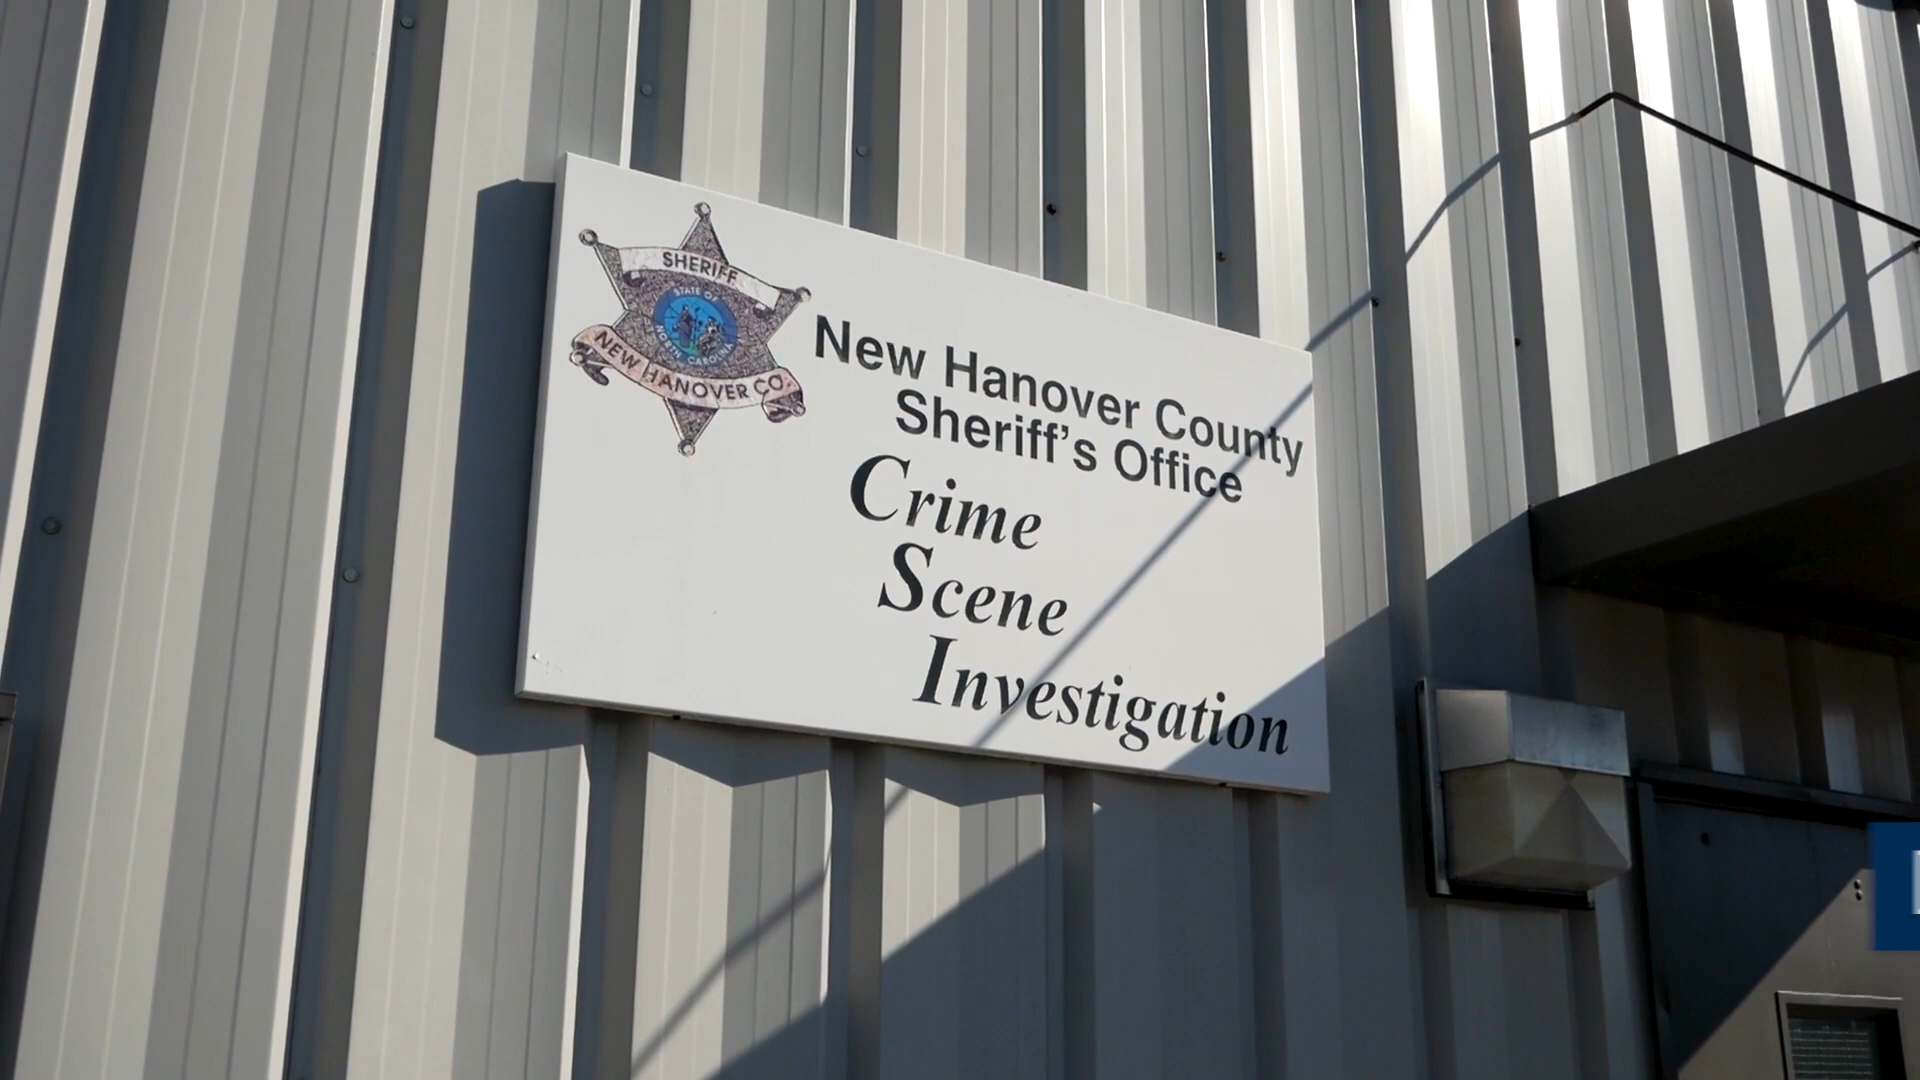 SHERIFF
STATE OF
NORTH CAROLINA
NEW HANOVER CO.
New Hanover County
Sheriff's Office
Crime
Scene
Investigation